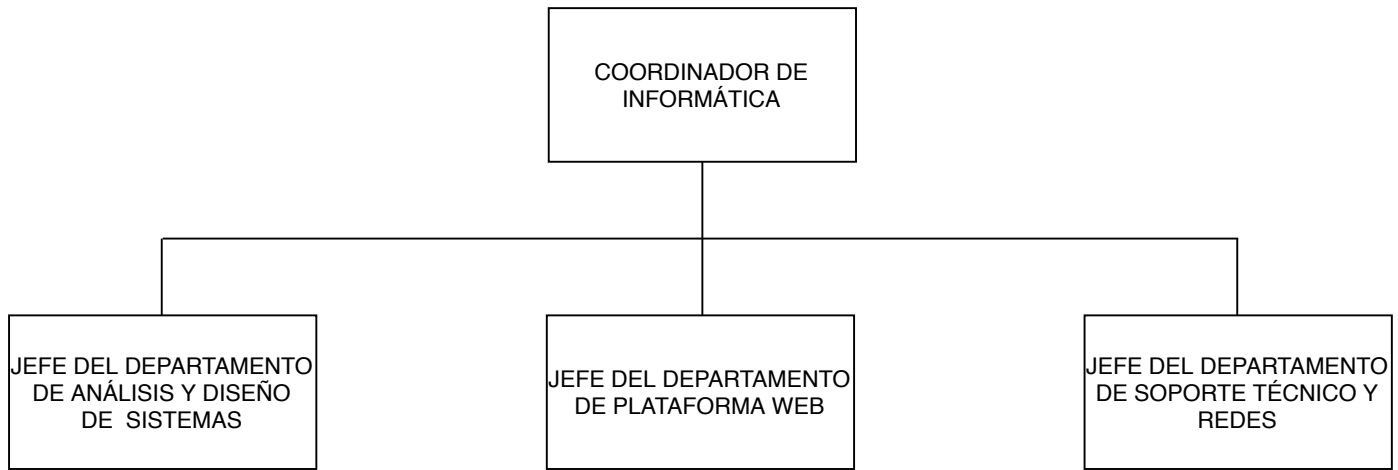 COORDINADOR DE
INFORMÁTICA
JEFE DEL DEPARTAMENTO
DE ANÁLISIS Y DISEÑO
DE SISTEMAS
JEFE DEL DEPARTAMENTO
DE PLATAFORMA WEB
JEFE DEL DEPARTAMENTO
DE SOPORTE TÉCNICO Y
REDES